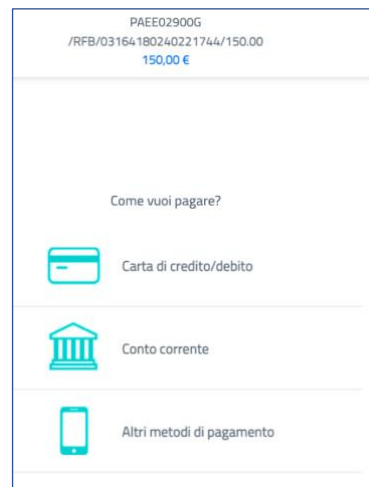 PAEE02900G
/RFB/03164180240221744/150.00
150,00 €
Come vuoi pagare?
Carta di credito/debito
Conto corrente
Altri metodi di pagamento